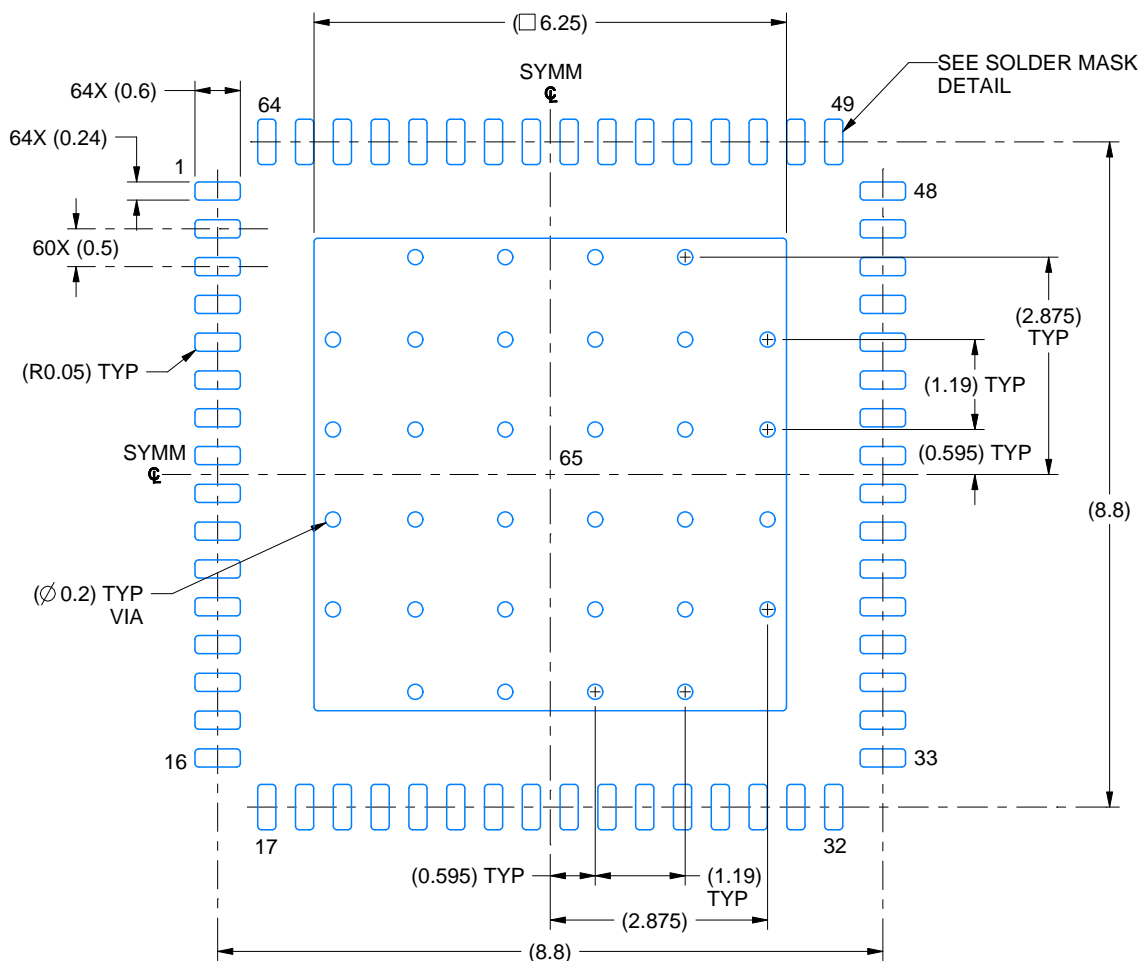 (□6.25)
SYMM
℄
SEE SOLDER MASK
DETAIL
64X (0.6)
64
49
64X (0.24)
1
48
60X (0.5)
(2.875)
TYP
(R0.05) TYP
(1.19) TYP
SYMM
℄
65
(0.595) TYP
(8.8)
(∅0.2) TYP
VIA
16
33
17
32
(0.595) TYP
(1.19)
TYP
(2.875)
(8.8)